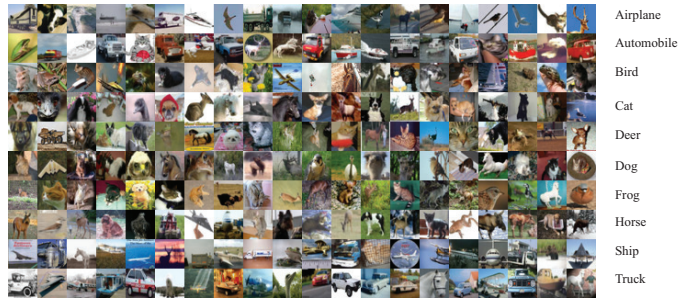 Airplane
Automobile
Bird
Cat
Deer
Dog
Frog
Horse
Ship
Truck